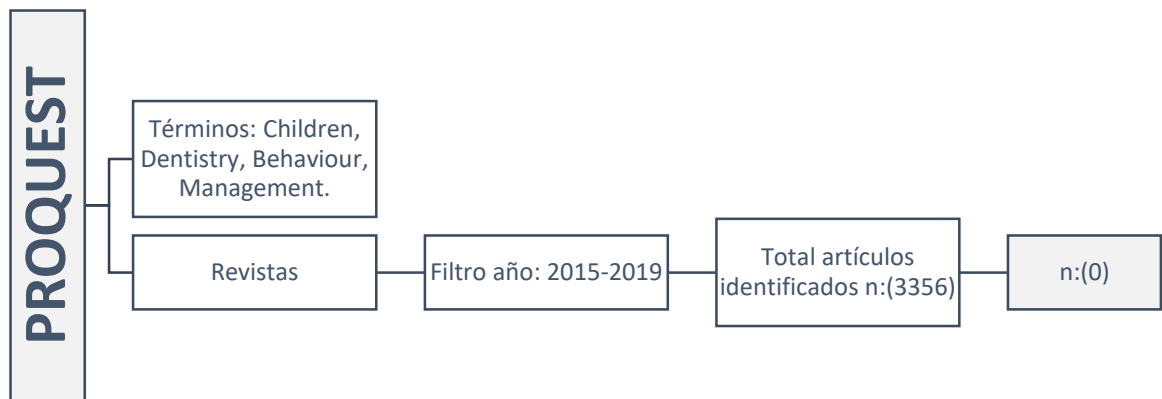 PROQUEST
Términos: Children,
Dentistry, Behaviour,
Management.
Revistas
Filtro año: 2015-2019
Total artículos
identificados n:(3356)
n:(0)